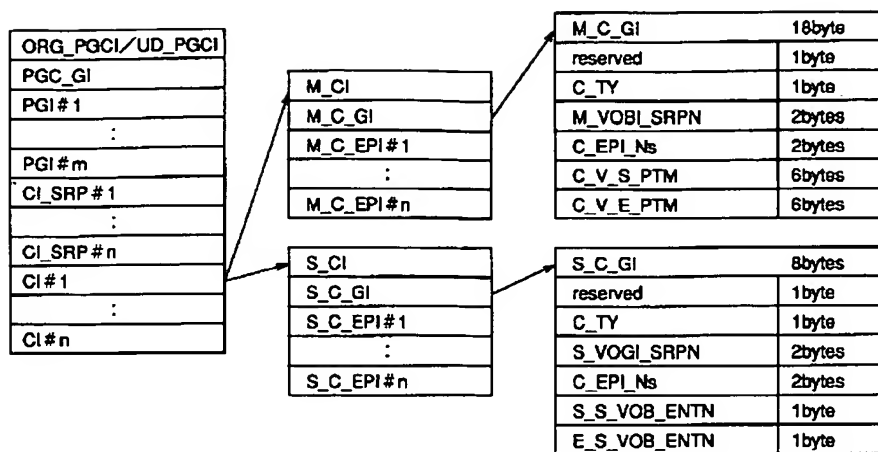 ORG_PGCI/UD_PGCI
PGC_GI
PGI#1
:
PGI#m
CI_SRP#1
:
CI_SRP#n
CI#1
:
CI#n
M_CI
M_C_GI
M_C_EPI#1
:
M_C_EPI#n
S_CI
S_C_GI
S_C_EPI#1
:
S_C_EPI#n
M_C_GI 18byte
reserved 1byte
C_TY 1byte
M_VOBI_SRPN 2bytes
C_EPI_Ns 2bytes
C_V_S_PTM 6bytes
C_V_E_PTM 6bytes
S_C_GI 8bytes
reserved 1byte
C_TY 1byte
S_VOGI_SRPN 2bytes
C_EPI_Ns 2bytes
S_S_VOB_ENTN 1byte
E_S_VOB_ENTN 1byte